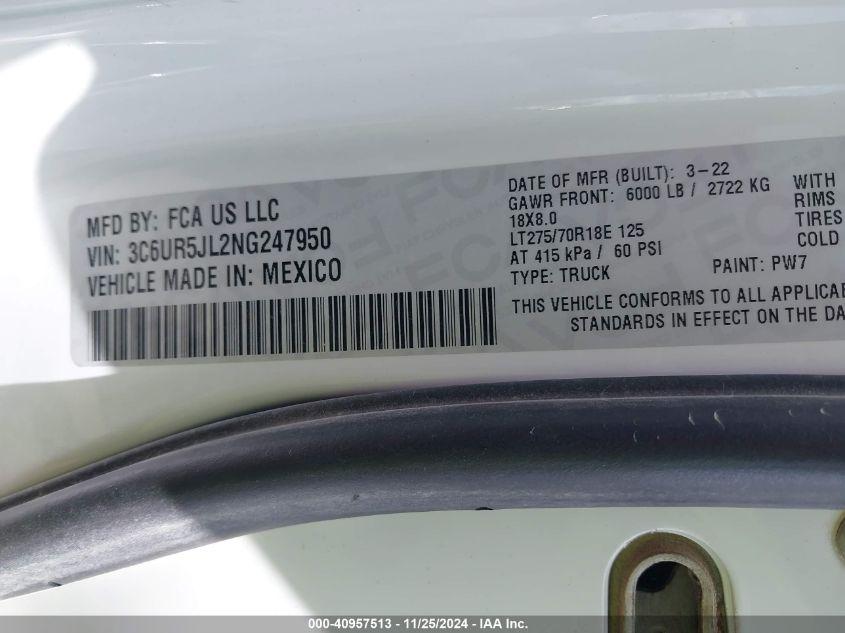 MFD BY: FCA US LLC
VIN: 3C6UR5JL2NG247950
VEHICLE MADE IN: MEXICO
DATE OF MFR (BUILT): 3-22
GAWR FRONT: 6000 LB / 2722 KG WITH
18X8.0 RIMS
LT275/70R18E 125 TIRES
AT 415 kPa / 60 PSI COLD
TYPE: TRUCK PAINT: PW7
THIS VEHICLE CONFORMS TO ALL
STANDARDS IN EFFECT ON THE
000-40957513 - 11/25/2024 - IAA Inc.